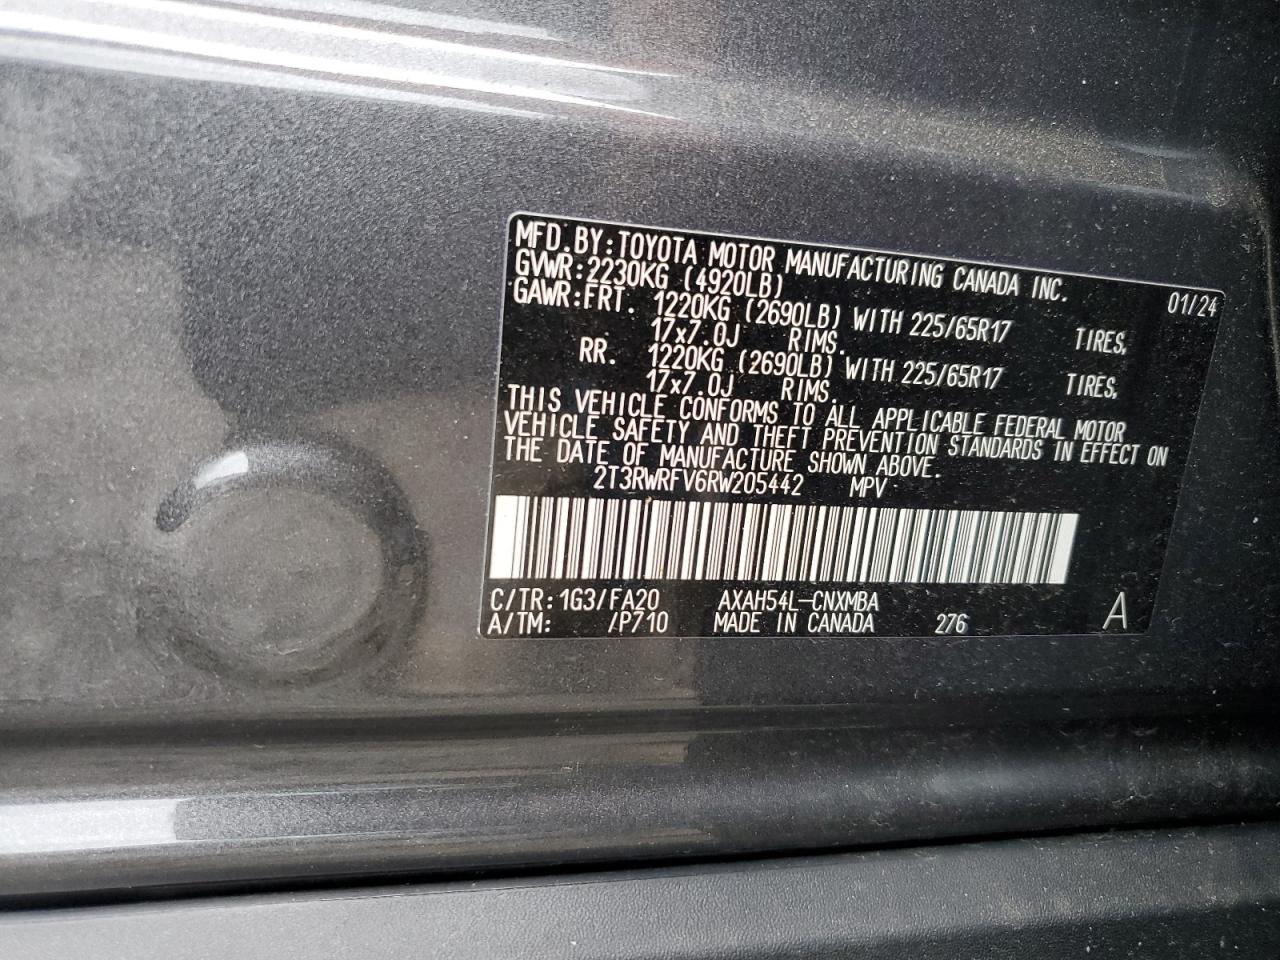 MFD.BY:TOYOTA MOTOR MANUFACTURING CANADA INC. 01/24
GVWR:2230KG (4920LB)
GAWR:FRT. 1220KG (2690LB) WITH 225/65R17 TIRES,
17x7.0J RIMS.
RR. 1220KG (2690LB) WITH 225/65R17 TIRES,
17x7.0J RIMS.
THIS VEHICLE CONFORMS TO ALL APPLICABLE FEDERAL MOTOR
VEHICLE SAFETY AND THEFT PREVENTION STANDARDS IN EFFECT ON
THE DATE OF MANUFACTURE SHOWN ABOVE.
2T3RWRFV6RW205442 MPV
C/TR:1G3/FA20 AXAH54L-CNXMBA
A/TM: /P710 MADE IN CANADA 276 A